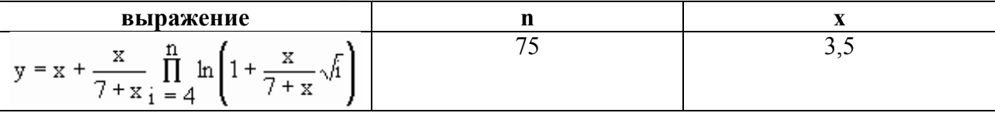 выражение n x
y = x + x/(7 + x) ∏_{i = 4}^{n} ln(1 + x/(7 + x) √i) 75 3,5